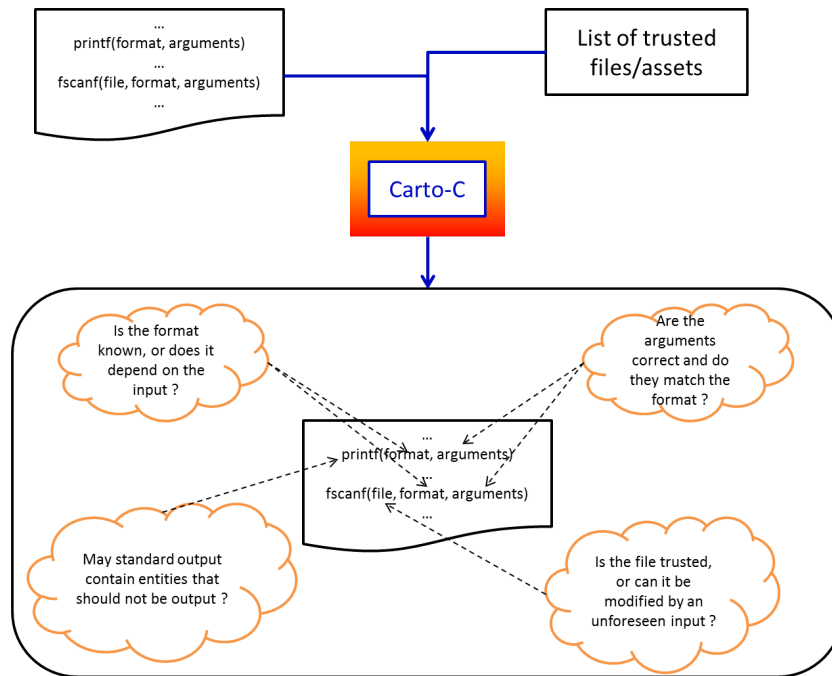 ...
printf(format, arguments)
...
fscanf(file, format, arguments)
...
List of trusted
files/assets
Carto-C
Is the format
known, or does it
depend on the
input ?
Are the
arguments
correct and do
they match the
format ?
...
printf(format, arguments)
...
fscanf(file, format, arguments)
...
May standard output
contain entities that
should not be output ?
Is the file trusted,
or can it be
modified by an
unforeseen input ?